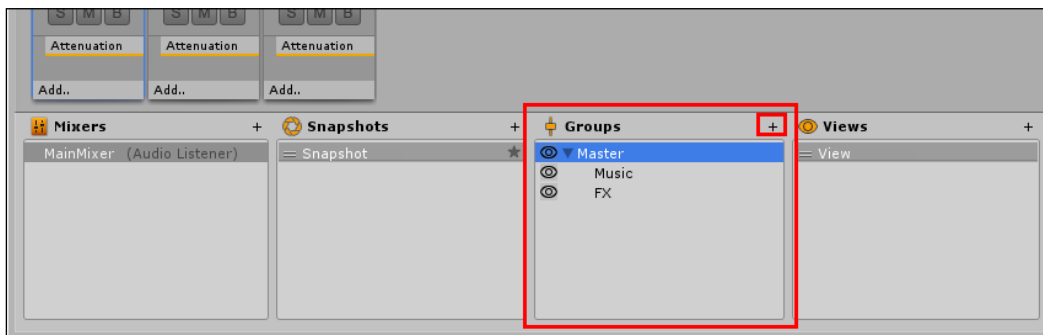 S M B S M B S M B
Attenuation Attenuation Attenuation
Add.. Add.. Add..
Mixers + Snapshots + Groups + Views +
MainMixer (Audio Listener) Snapshot Master View
Music
FX